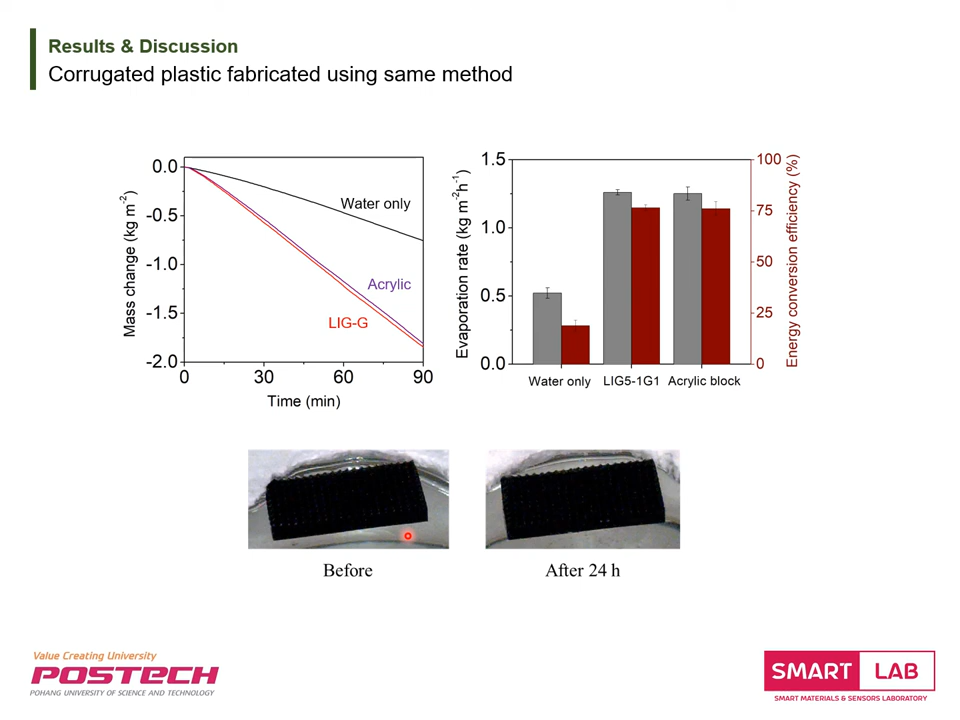 Results & Discussion
Corrugated plastic fabricated using same method
0.0
-0.5
-1.0
-1.5
-2.0
Mass change (kg m⁻²)
Water only
Acrylic
LIG-G
0 30 60 90
Time (min)
1.5
1.0
0.5
0.0
Evaporation rate (kg m⁻²h⁻¹)
100
75
50
25
0
Energy conversion efficiency (%)
Water only LIG5-1G1 Acrylic block
Before
After 24 h
Value Creating University
POSTECH
POHANG UNIVERSITY OF SCIENCE AND TECHNOLOGY
SMART LAB
SMART MATERIALS & SENSORS LABORATORY